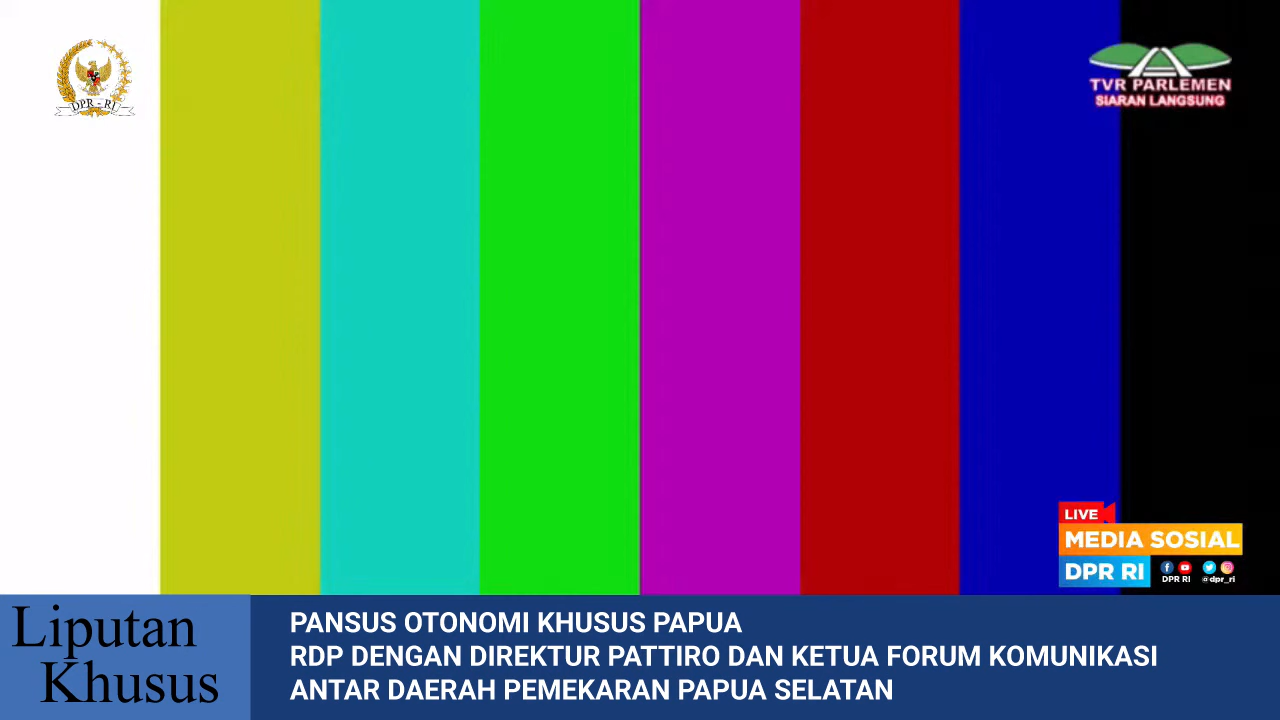 DPR - RI
TVR PARLEMEN
SIARAN LANGSUNG
LIVE
MEDIA SOSIAL
DPR RI
DPR RI
@dpr_ri
Liputan
Khusus
PANSUS OTONOMI KHUSUS PAPUA
RDP DENGAN DIREKTUR PATTIRO DAN KETUA FORUM KOMUNIKASI
ANTAR DAERAH PEMEKARAN PAPUA SELATAN